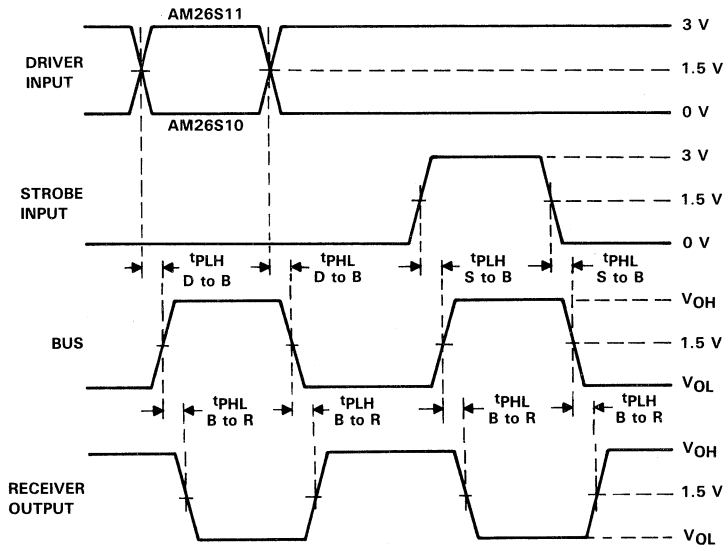 AM26S11
3 V
DRIVER
INPUT
1.5 V
AM26S10
0 V
3 V
STROBE
INPUT
1.5 V
0 V
tPLH
D to B
tPHL
D to B
tPLH
S to B
tPHL
S to B
VOH
BUS
1.5 V
VOL
tPHL
B to R
tPLH
B to R
tPHL
B to R
tPLH
B to R
VOH
RECEIVER
OUTPUT
1.5 V
VOL